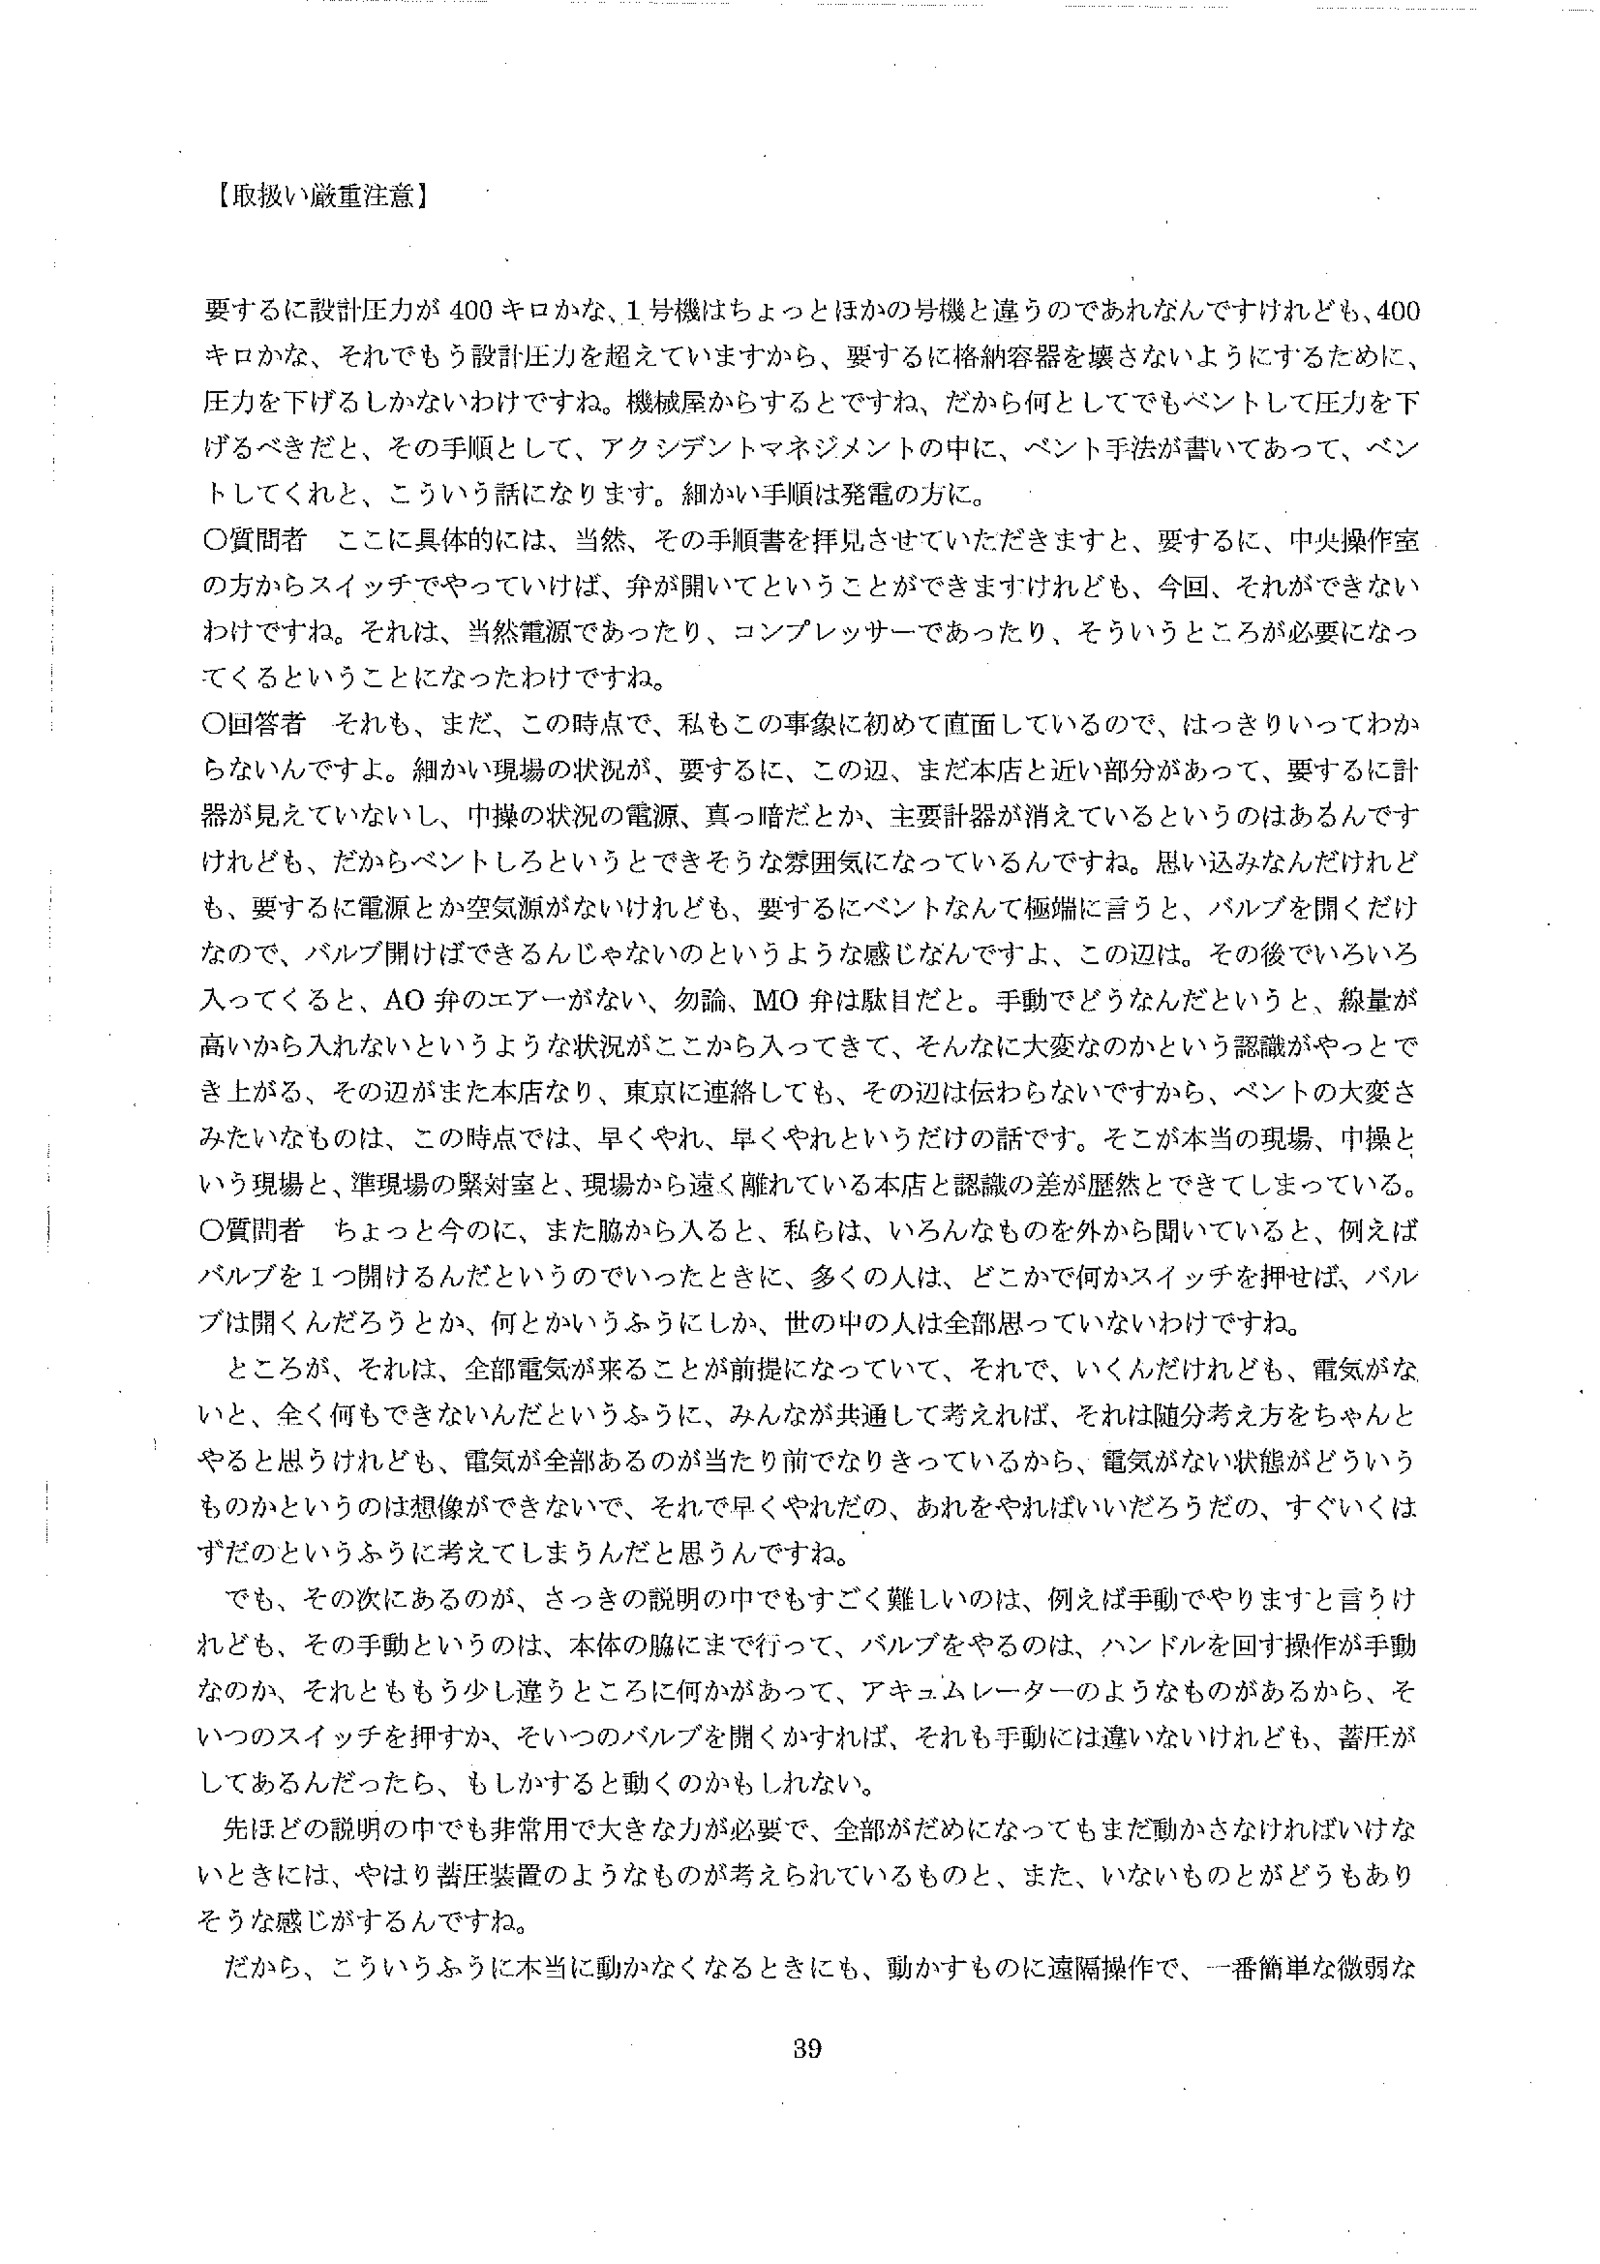 【取扱い厳重注意】
要するに設計圧力が 400 キロかな、1 号機はちょっとほかの号機と違うのであれなんですけれども、400
キロかな、それでもう設計圧力を超えていますから、要するに格納容器を壊さないようにするために、
圧力を下げるしかないわけですね。機械屋からするとですね、だから何としてでもベントして圧力を下
げるべきだと、その手順として、アクシデントマネジメントの中に、ベント手法が書いてあって、ベン
トしてくれと、こういう話になります。細かい手順は発電の方に。
○質問者　ここに具体的には、当然、その手順書を拝見させていただきますと、要するに、中央操作室
の方からスイッチでやっていけば、弁が開いてということができますけれども、今回、それができない
わけですね。それは、当然電源であったり、コンプレッサーであったり、そういうところが必要になっ
てくるということになったわけですね。
○回答者　それも、まだ、この時点で、私もこの事象に初めて直面しているので、はっきりいってわか
らないんですよ。細かい現場の状況が、要するに、この辺、まだ本店と近い部分があって、要するに計
器が見えていないし、中操の状況の電源、真っ暗だとか、主要計器が消えているというのはあるんです
けれども、だからベントしろというとできそうな雰囲気になっているんですね。思い込みなんだけれど
も、要するに電源とか空気源がないけれども、要するにベントなんて極端に言うと、バルブを開くだけ
なので、バルブ開けばできるんじゃないのというような感じなんですよ、この辺は。その後でいろいろ
入ってくると、AO 弁のエアーがない、勿論、MO 弁は駄目だと。手動でどうなんだというと、線量が
高いから入れないというような状況がここから入ってきて、そんなに大変なのかという認識がやっとで
き上がる、その辺がまた本店なり、東京に連絡しても、その辺は伝わらないですから、ベントの大変さ
みたいなものは、この時点では、早くやれ、早くやれというだけの話です。そこが本当の現場、中操と
いう現場と、準現場の緊対室と、現場から遠く離れている本店と認識の差が歴然とできてしまっている。
○質問者　ちょっと今のに、また脇から入ると、私らは、いろんなものを外から聞いていると、例えば
バルブを１つ開けるんだというのでいったときに、多くの人は、どこかで何かスイッチを押せば、バル
ブは開くんだろうとか、何とかいうふうにしか、世の中の人は全部思っていないわけですね。
　ところが、それは、全部電気が来ることが前提になっていて、それで、いくんだけれども、電気がな
いと、全く何もできないんだというふうに、みんなが共通して考えれば、それは随分考え方をちゃんと
やると思うけれども、電気が全部あるのが当たり前でなりきっているから、電気がない状態がどういう
ものかというのは想像ができないで、それで早くやれだの、あれをやればいいだろうだの、すぐいくは
ずだのというふうに考えてしまうんだと思うんですね。
　でも、その次にあるのが、さっきの説明の中でもすごく難しいのは、例えば手動でやりますと言うけ
れども、その手動というのは、本体の脇にまで行って、バルブをやるのは、ハンドルを回す操作が手動
なのか、それとももう少し違うところに何かがあって、アキュムレーターのようなものがあるから、そ
いつのスイッチを押すか、そいつのバルブを開くかすれば、それも手動には違いないけれども、蓄圧が
してあるんだったら、もしかすると動くのかもしれない。
　先ほどの説明の中でも非常用で大きな力が必要で、全部がだめになってもまだ動かさなければいけな
いときには、やはり蓄圧装置のようなものが考えられているものと、また、いないものとがどうもあり
そうな感じがするんですね。
　だから、こういうふうに本当に動かなくなるときにも、動かすものに遠隔操作で、一番簡単な微弱な
39